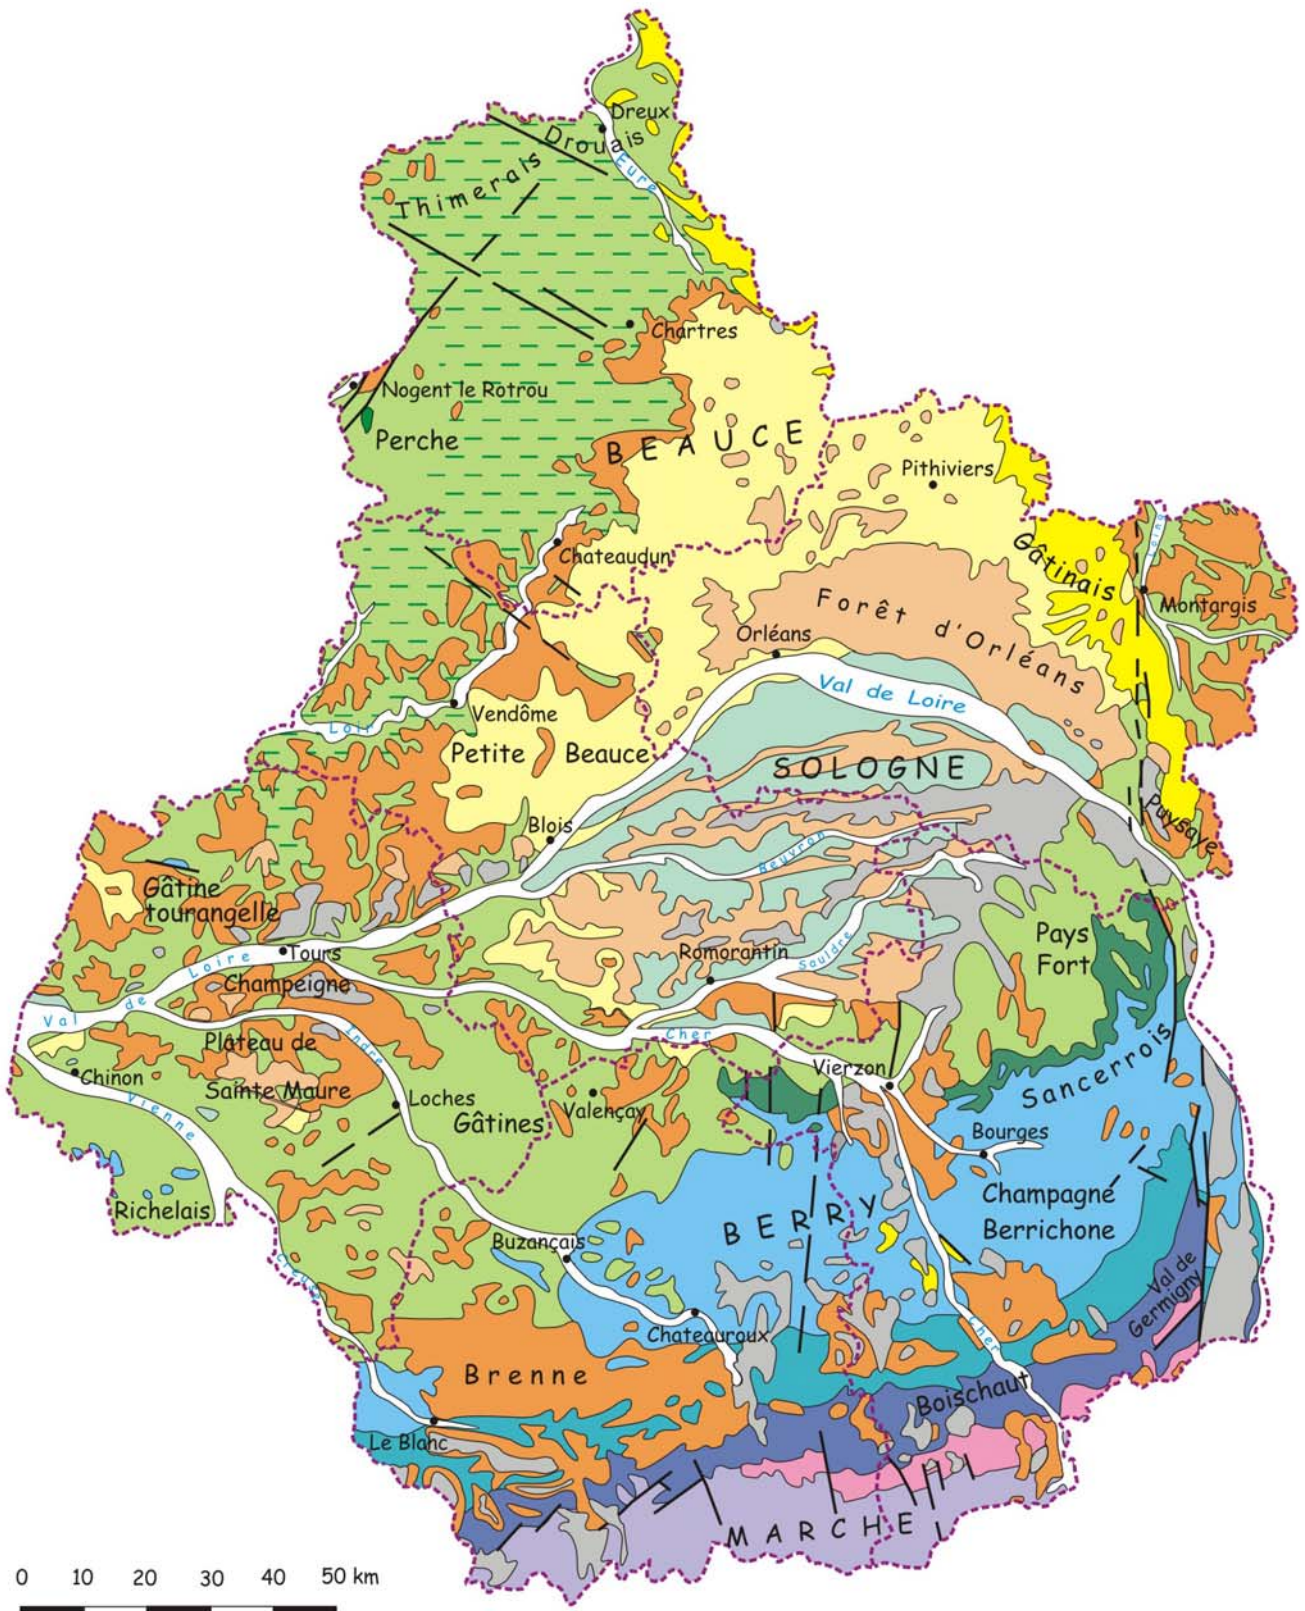 Dreux
Drouais
Eure
Thimerais
Chartres
Nogent le Rotrou
Perche
BEAUCE
Pithiviers
Chateaudun
Gâtinais
Loing
Montargis
Forêt d'Orléans
Orléans
Val de Loire
Vendôme
Loir
Petite Beauce
SOLOGNE
Puysaye
Blois
Beuvron
Gâtine
tourangelle
Pays
Fort
Romorantin
Sauldre
Tours
Val de Loire
Champeigne
Cher
Indre
Plateau de
Sainte Maure
Chinon
Vienne
Loches
Gâtines
Valençay
Vierzon
Sancerrois
Bourges
Richelais
Champagne
Berrichone
BERRY
Buzançais
Creuse
Val de
Germigny
Chateauroux
Cher
Brenne
Boischaut
Le Blanc
MARCHE
0 10 20 30 40 50 km